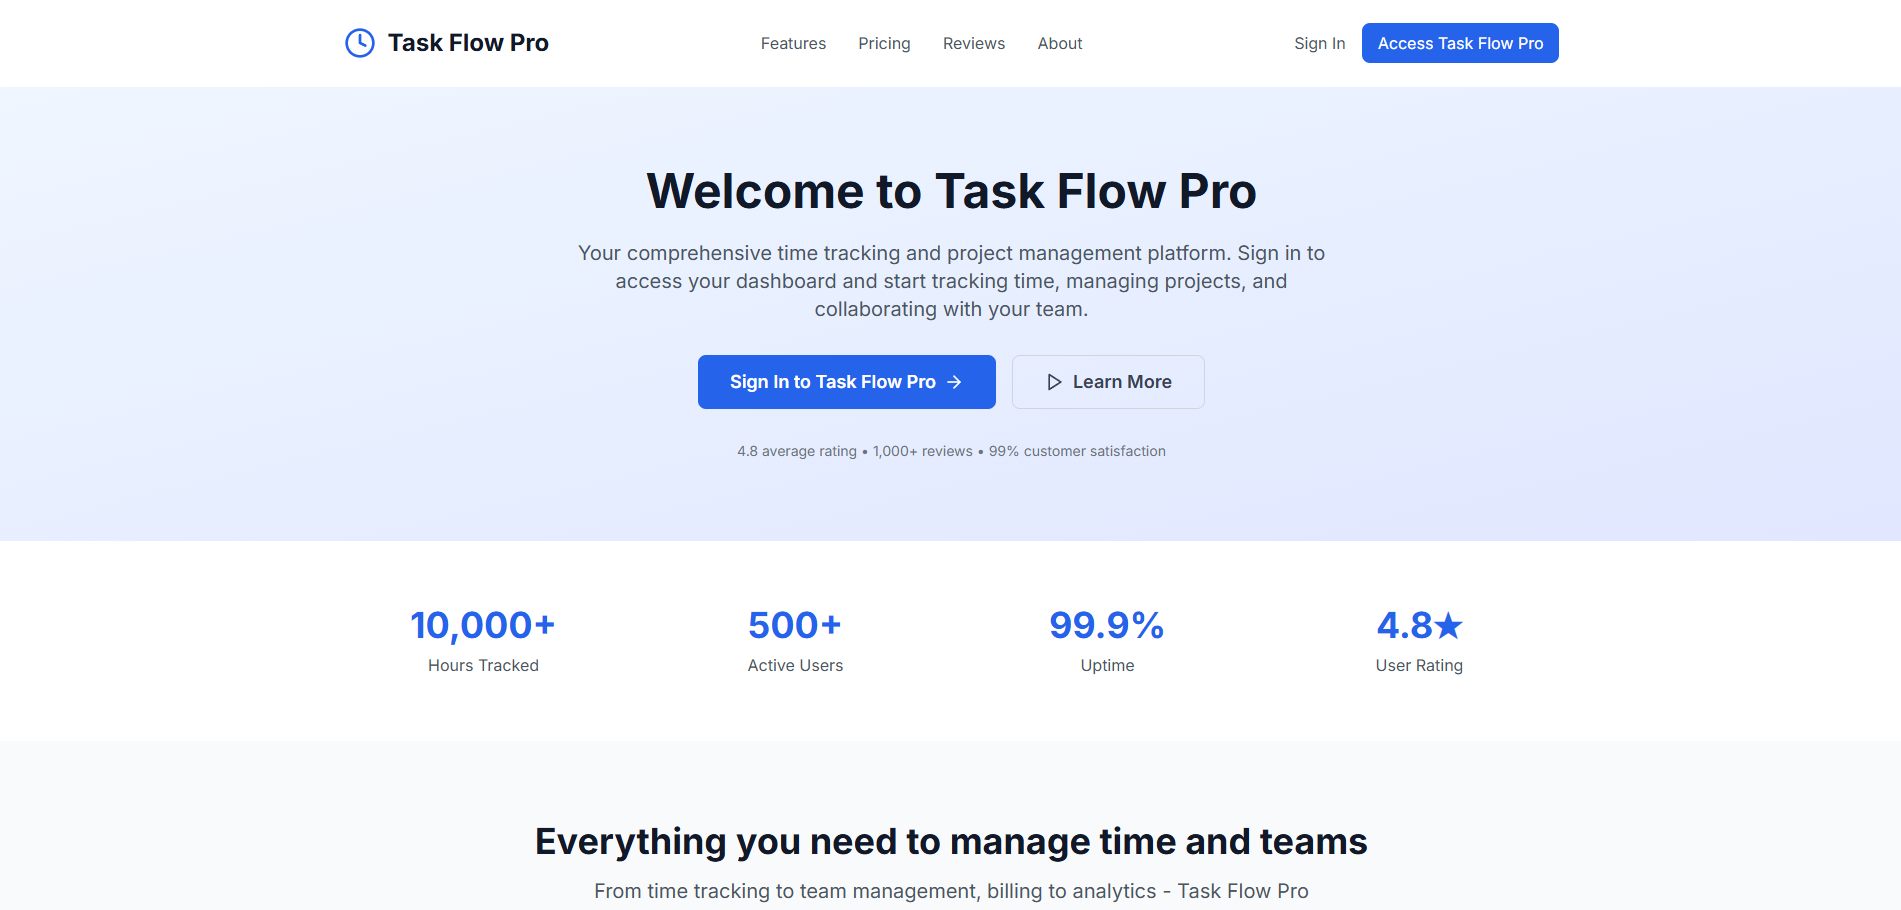 Task Flow Pro
Features
Pricing
Reviews
About
Sign In
Access Task Flow Pro
Welcome to Task Flow Pro
Your comprehensive time tracking and project management platform. Sign in to
access your dashboard and start tracking time, managing projects, and
collaborating with your team.
Sign In to Task Flow Pro →
Learn More
4.8 average rating • 1,000+ reviews • 99% customer satisfaction
10,000+
Hours Tracked
500+
Active Users
99.9%
Uptime
4.8★
User Rating
Everything you need to manage time and teams
From time tracking to team management, billing to analytics - Task Flow Pro